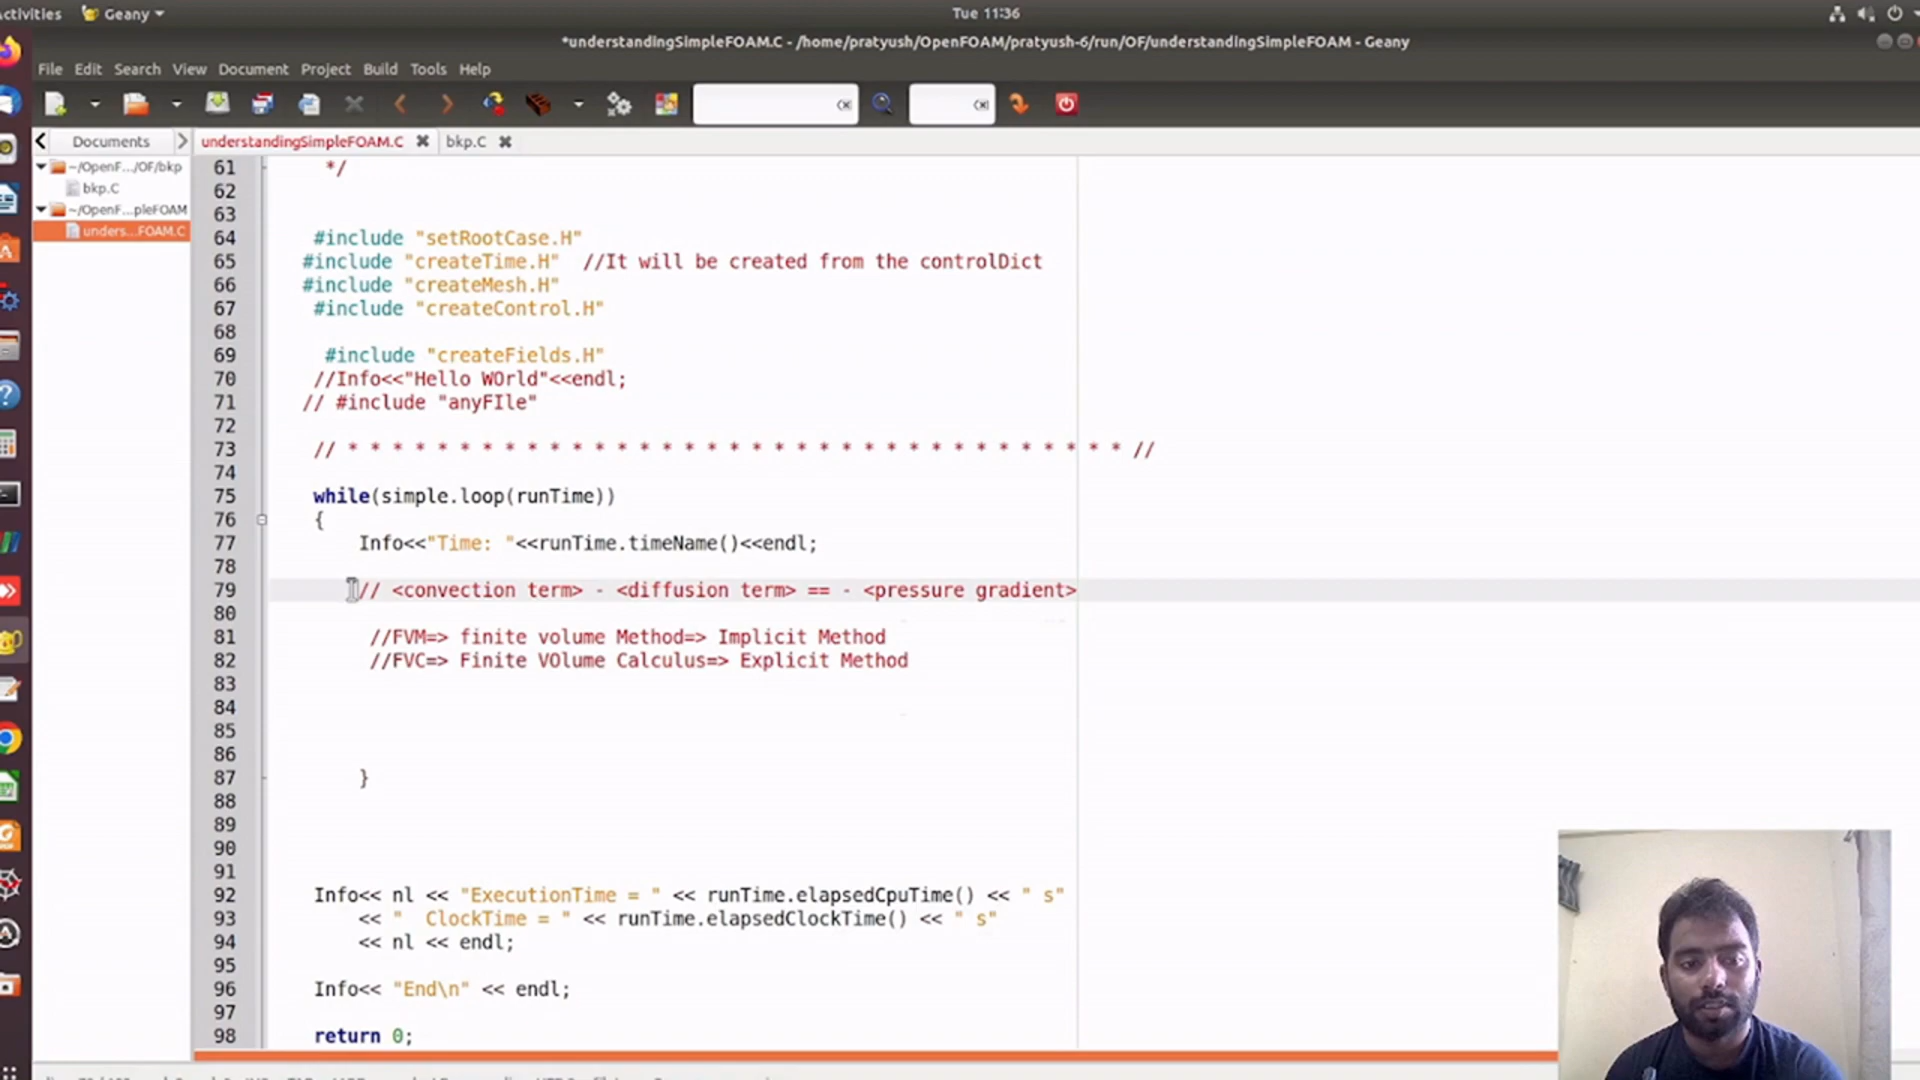 Activities Geany Tue 11:36
*understandingSimpleFOAM.C - /home/pratyush/OpenFOAM/pratyush-6/run/OF/understandingSimpleFOAM - Geany
File Edit Search View Document Project Build Tools Help
Documents understandingSimpleFOAM.C bkp.C
~/OpenF.../OF/bkp
bkp.C
~/OpenF...pleFOAM
unders...FOAM.C
61 */
62
63
64 #include "setRootCase.H"
65 #include "createTime.H" //It will be created from the controlDict
66 #include "createMesh.H"
67 #include "createControl.H"
68
69 #include "createFields.H"
70 //Info<<"Hello WOrld"<<endl;
71 // #include "anyFIle"
72
73 // * * * * * * * * * * * * * * * * * * * * * * * * * * * * * * * * * * * //
74
75 while(simple.loop(runTime))
76 {
77 Info<<"Time: "<<runTime.timeName()<<endl;
78
79 // <convection term> - <diffusion term> == - <pressure gradient>
80
81 //FVM=> finite volume Method=> Implicit Method
82 //FVC=> Finite VOlume Calculus=> Explicit Method
83
84
85
86
87 }
88
89
90
91
92 Info<< nl << "ExecutionTime = " << runTime.elapsedCpuTime() << " s"
93 << "  ClockTime = " << runTime.elapsedClockTime() << " s"
94 << nl << endl;
95
96 Info<< "End\n" << endl;
97
98 return 0;